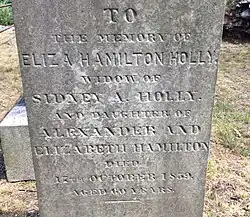 TO
THE MEMORY OF
ELIZA HAMILTON HOLLY.
WIDOW OF
SIDNEY A. HOLLY.
AND DAUGHTER OF
ALEXANDER AND
ELIZABETH HAMILTON
DIED
17TH OCTOBER 1859.
AGED 60 YEARS.